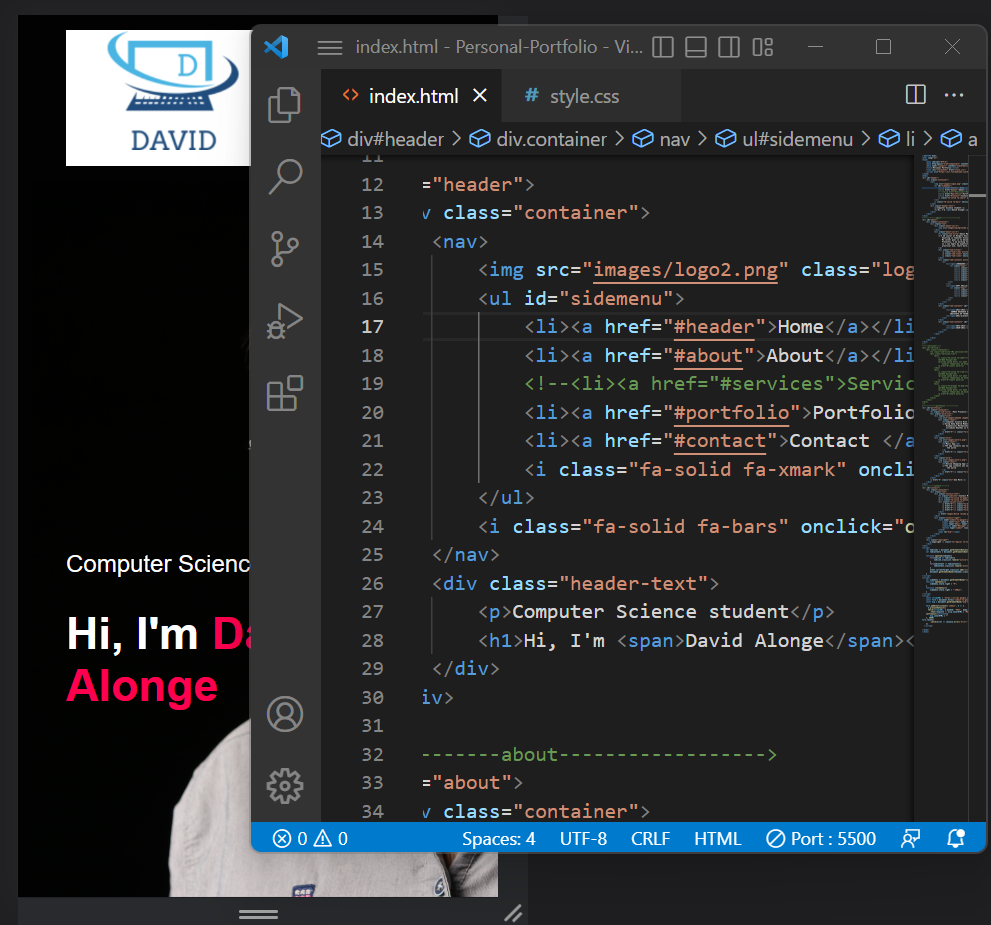 D
DAVID
Computer Scienc
Hi, I'm Da
Alonge
index.html - Personal-Portfolio - Vi...
index.html
# style.css
div#header > div.container > nav > ul#sidemenu > li > a
11
12 ="header">
13 v class="container">
14 <nav>
15 <img src="images/logo2.png" class="log
16 <ul id="sidemenu">
17 <li><a href="#header">Home</a></li
18 <li><a href="#about">About</a></li
19 <!--<li><a href="#services">Servic
20 <li><a href="#portfolio">Portfolio
21 <li><a href="#contact">Contact </a
22 <i class="fa-solid fa-xmark" oncli
23 </ul>
24 <i class="fa-solid fa-bars" onclick="o
25 </nav>
26 <div class="header-text">
27 <p>Computer Science student</p>
28 <h1>Hi, I'm <span>David Alonge</span><
29 </div>
30 iv>
31
32 -------about------------------>
33 ="about">
34 v class="container">
0 0 Spaces: 4 UTF-8 CRLF HTML Port : 5500